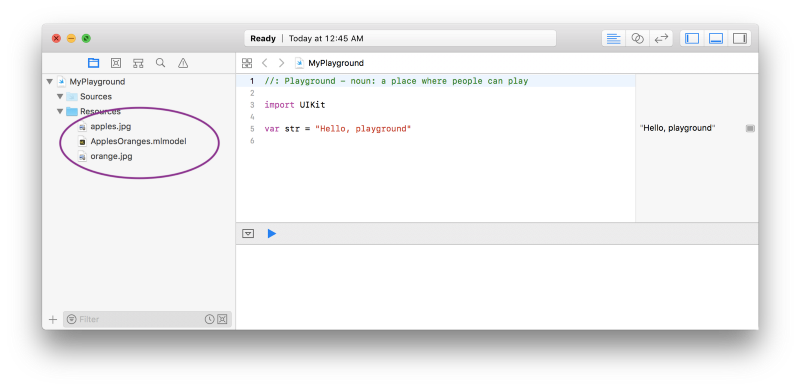 Ready | Today at 12:45 AM
MyPlayground
MyPlayground
Sources
Resources
apples.jpg
ApplesOranges.mlmodel
orange.jpg
Filter
1 //: Playground - noun: a place where people can play
2
3 import UIKit
4
5 var str = "Hello, playground"
6
"Hello, playground"